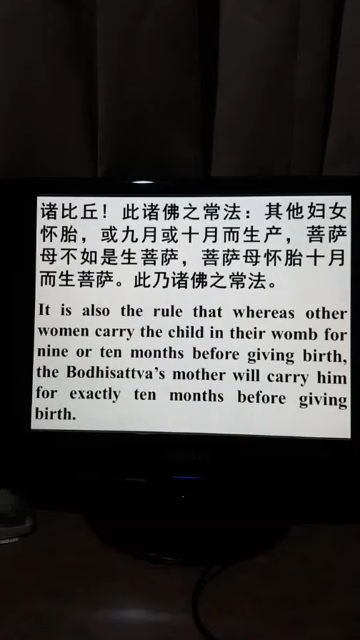 诸比丘！此诸佛之常法：其他妇女
怀胎，或九月或十月而生产，菩萨
母不如是生菩萨，菩萨母怀胎十月
而生菩萨。此乃诸佛之常法。
It is also the rule that whereas other
women carry the child in their womb for
nine or ten months before giving birth,
the Bodhisattva's mother will carry him
for exactly ten months before giving
birth.